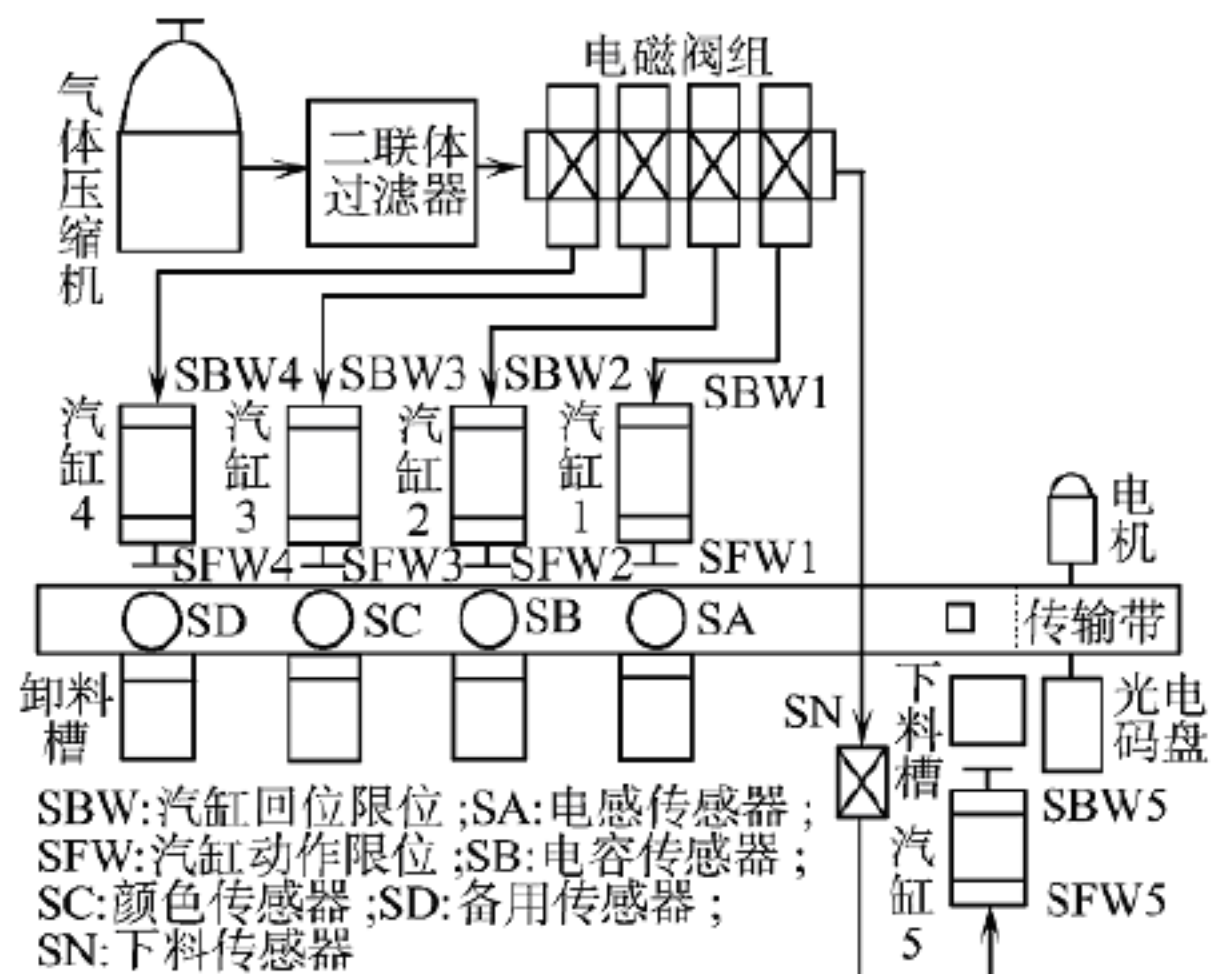 电磁阀组
气体压缩机
二联体
过滤器
SBW4
SBW3
SBW2
SBW1
汽缸4
汽缸3
汽缸2
汽缸1
SFW4
SFW3
SFW2
SFW1
电机
SD
SC
SB
SA
传输带
卸料槽
SN
下料槽
光电码盘
SBW5
汽缸5
SFW5
SBW:汽缸回位限位;SA:电感传感器;
SFW:汽缸动作限位;SB:电容传感器;
SC:颜色传感器;SD:备用传感器;
SN:下料传感器